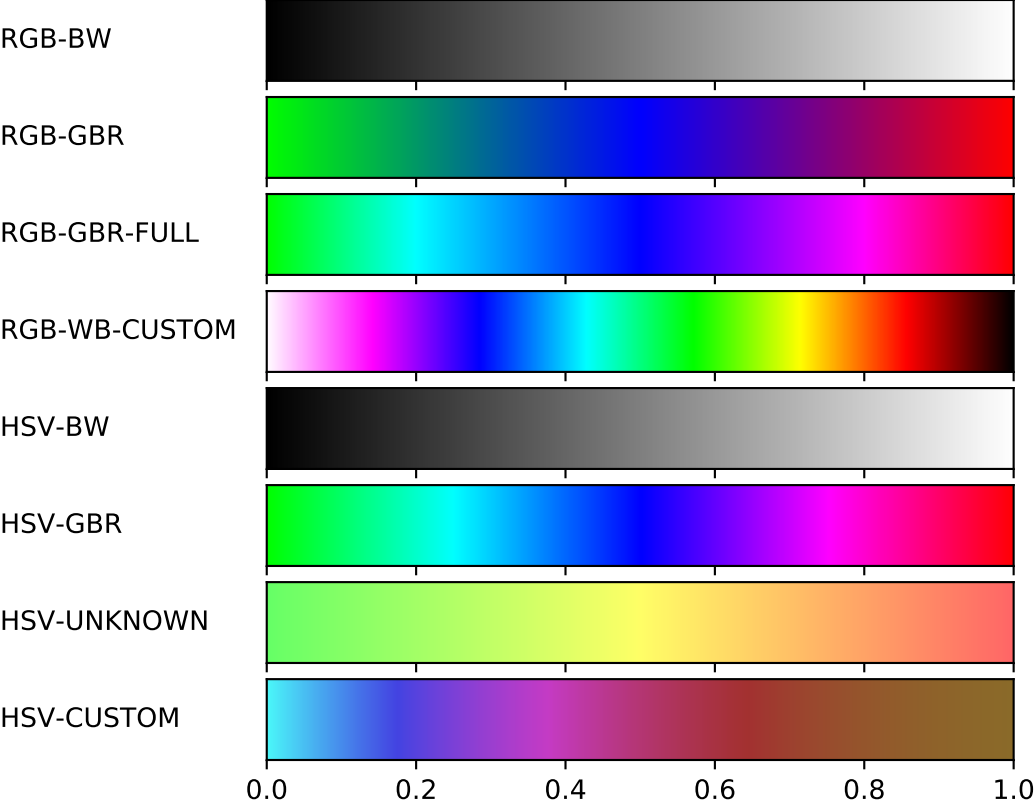 RGB-BW
RGB-GBR
RGB-GBR-FULL
RGB-WB-CUSTOM
HSV-BW
HSV-GBR
HSV-UNKNOWN
HSV-CUSTOM
0.0 0.2 0.4 0.6 0.8 1.0